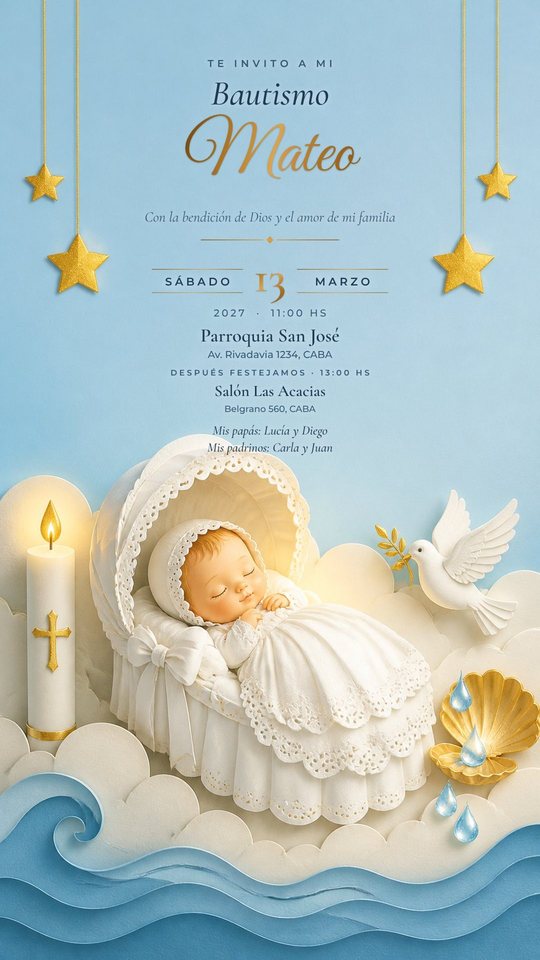 TE INVITO A MI
Bautismo
Mateo
Con la bendición de Dios y el amor de mi familia
SÁBADO 13 MARZO
2027 · 11:00 HS
Parroquia San José
Av. Rivadavia 1234, CABA
DESPUÉS FESTEJAMOS · 13:00 HS
Salón Las Acacias
Belgrano 560, CABA
Mis papás: Lucía y Diego
Mis padrinos: Carla y Juan